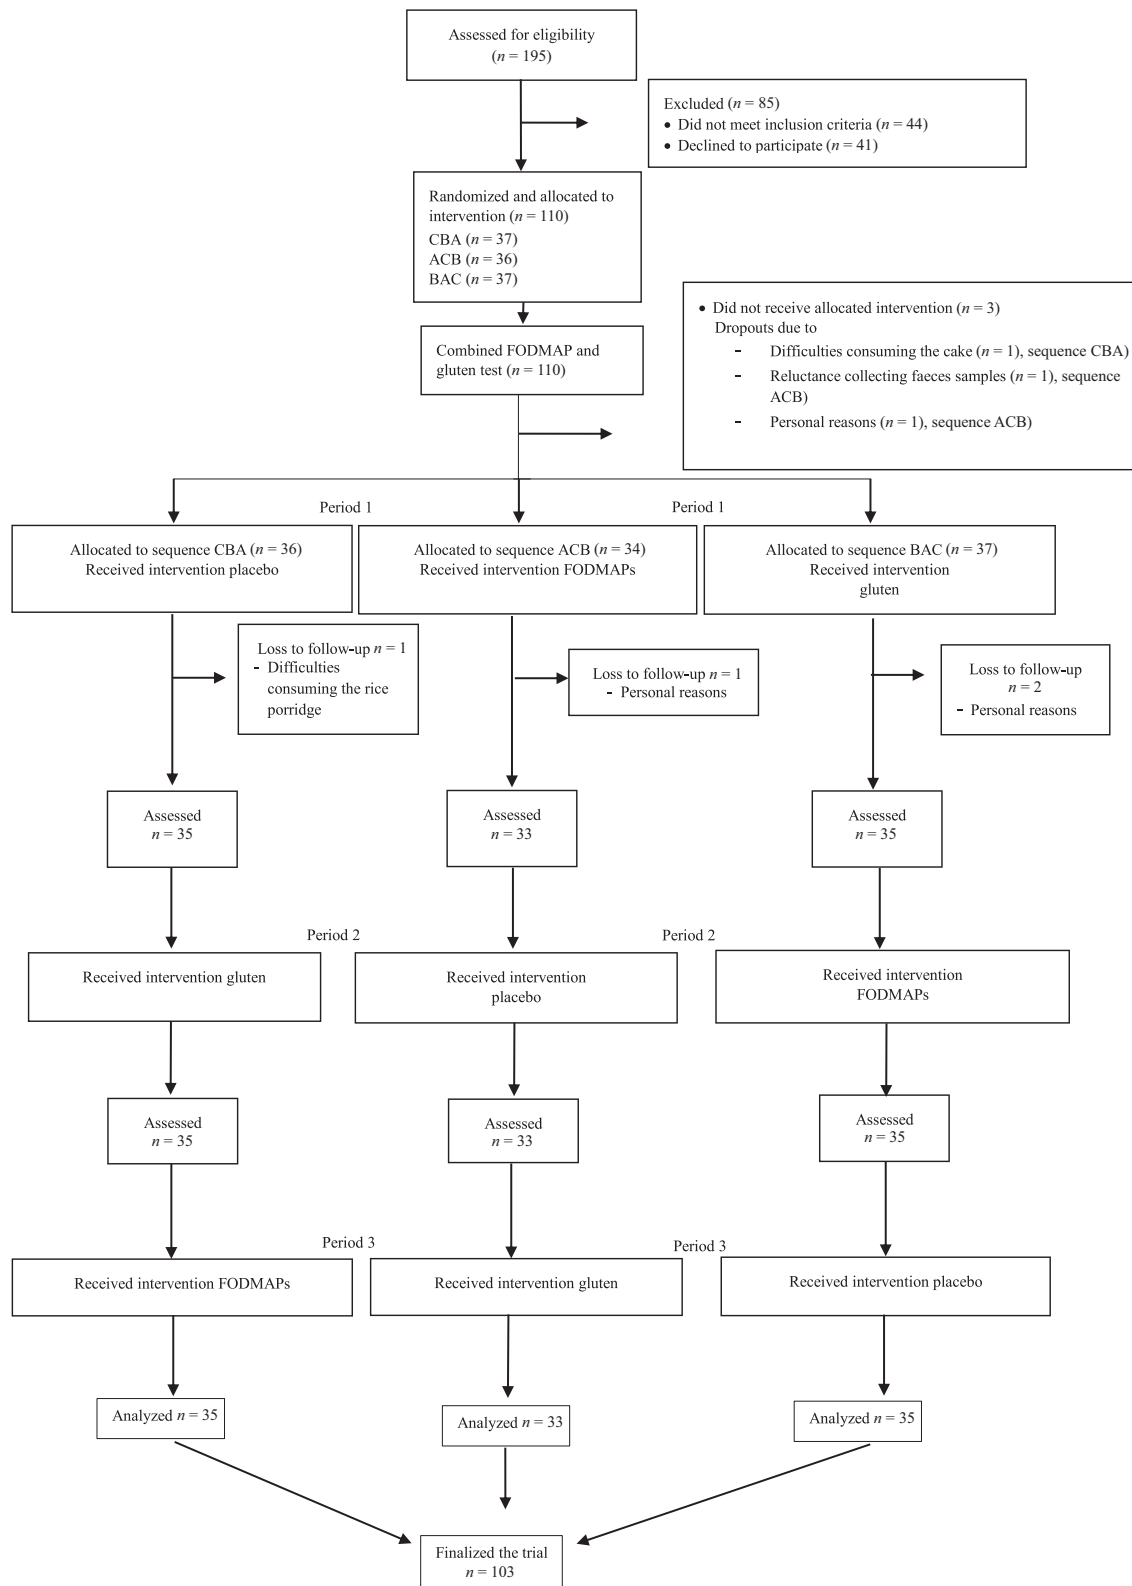 Assessed for eligibility
(n = 195)
Excluded (n = 85)
• Did not meet inclusion criteria (n = 44)
• Declined to participate (n = 41)
Randomized and allocated to
intervention (n = 110)
CBA (n = 37)
ACB (n = 36)
BAC (n = 37)
• Did not receive allocated intervention (n = 3)
Dropouts due to
- Difficulties consuming the cake (n = 1), sequence CBA)
- Reluctance collecting faeces samples (n = 1), sequence
ACB)
- Personal reasons (n = 1), sequence ACB)
Combined FODMAP and
gluten test (n = 110)
Period 1
Period 1
Allocated to sequence CBA (n = 36)
Received intervention placebo
Allocated to sequence ACB (n = 34)
Received intervention FODMAPs
Allocated to sequence BAC (n = 37)
Received intervention
gluten
Loss to follow-up n = 1
- Difficulties
consuming the rice
porridge
Loss to follow-up n = 1
- Personal reasons
Loss to follow-up
n = 2
- Personal reasons
Assessed
n = 35
Assessed
n = 33
Assessed
n = 35
Period 2
Period 2
Received intervention gluten
Received intervention
placebo
Received intervention
FODMAPs
Assessed
n = 35
Assessed
n = 33
Assessed
n = 35
Period 3
Period 3
Received intervention FODMAPs
Received intervention gluten
Received intervention placebo
Analyzed n = 35
Analyzed n = 33
Analyzed n = 35
Finalized the trial
n = 103